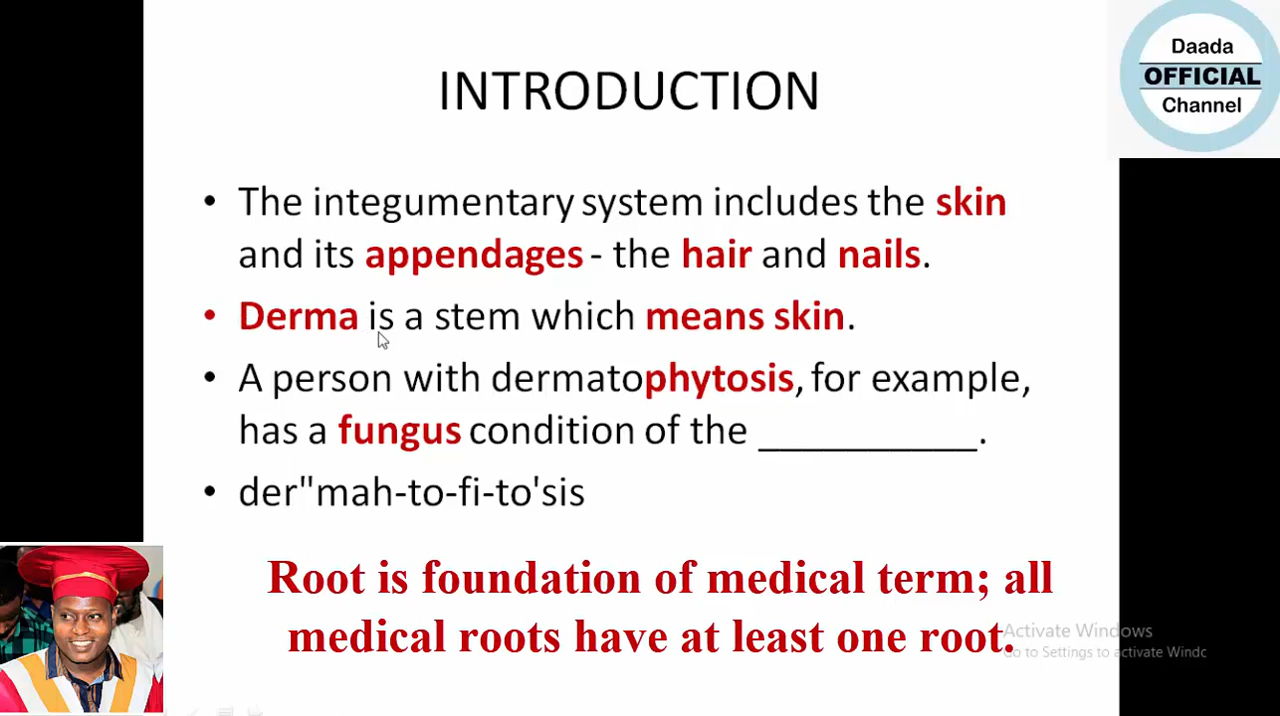 Daada
OFFICIAL
Channel
INTRODUCTION
• The integumentary system includes the skin
and its appendages - the hair and nails.
• Derma is a stem which means skin.
• A person with dermatophytosis, for example,
has a fungus condition of the __________.
• der"mah-to-fi-to'sis
Root is foundation of medical term; all
medical roots have at least one root.
Activate Windows
Go to Settings to activate Windc